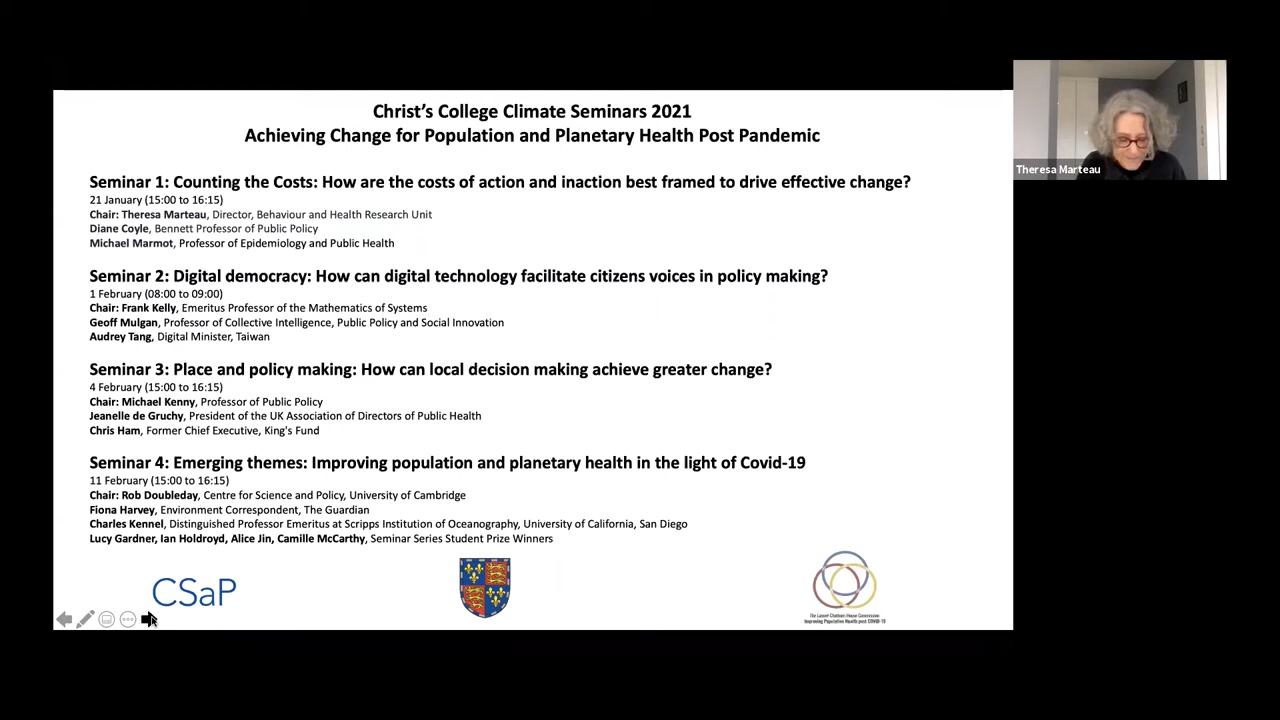 Christ's College Climate Seminars 2021
Achieving Change for Population and Planetary Health Post Pandemic
Seminar 1: Counting the Costs: How are the costs of action and inaction best framed to drive effective change?
21 January (15:00 to 16:15)
Chair: Theresa Marteau, Director, Behaviour and Health Research Unit
Diane Coyle, Bennett Professor of Public Policy
Michael Marmot, Professor of Epidemiology and Public Health
Seminar 2: Digital democracy: How can digital technology facilitate citizens voices in policy making?
1 February (08:00 to 09:00)
Chair: Frank Kelly, Emeritus Professor of the Mathematics of Systems
Geoff Mulgan, Professor of Collective Intelligence, Public Policy and Social Innovation
Audrey Tang, Digital Minister, Taiwan
Seminar 3: Place and policy making: How can local decision making achieve greater change?
4 February (15:00 to 16:15)
Chair: Michael Kenny, Professor of Public Policy
Jeanelle de Gruchy, President of the UK Association of Directors of Public Health
Chris Ham, Former Chief Executive, King's Fund
Seminar 4: Emerging themes: Improving population and planetary health in the light of Covid-19
11 February (15:00 to 16:15)
Chair: Rob Doubleday, Centre for Science and Policy, University of Cambridge
Fiona Harvey, Environment Correspondent, The Guardian
Charles Kennel, Distinguished Professor Emeritus at Scripps Institution of Oceanography, University of California, San Diego
Lucy Gardner, Ian Holdroyd, Alice Jin, Camille McCarthy, Seminar Series Student Prize Winners
CSaP
The Lancet-Chatham House Commission
Improving Population Health post COVID-19
Theresa Marteau